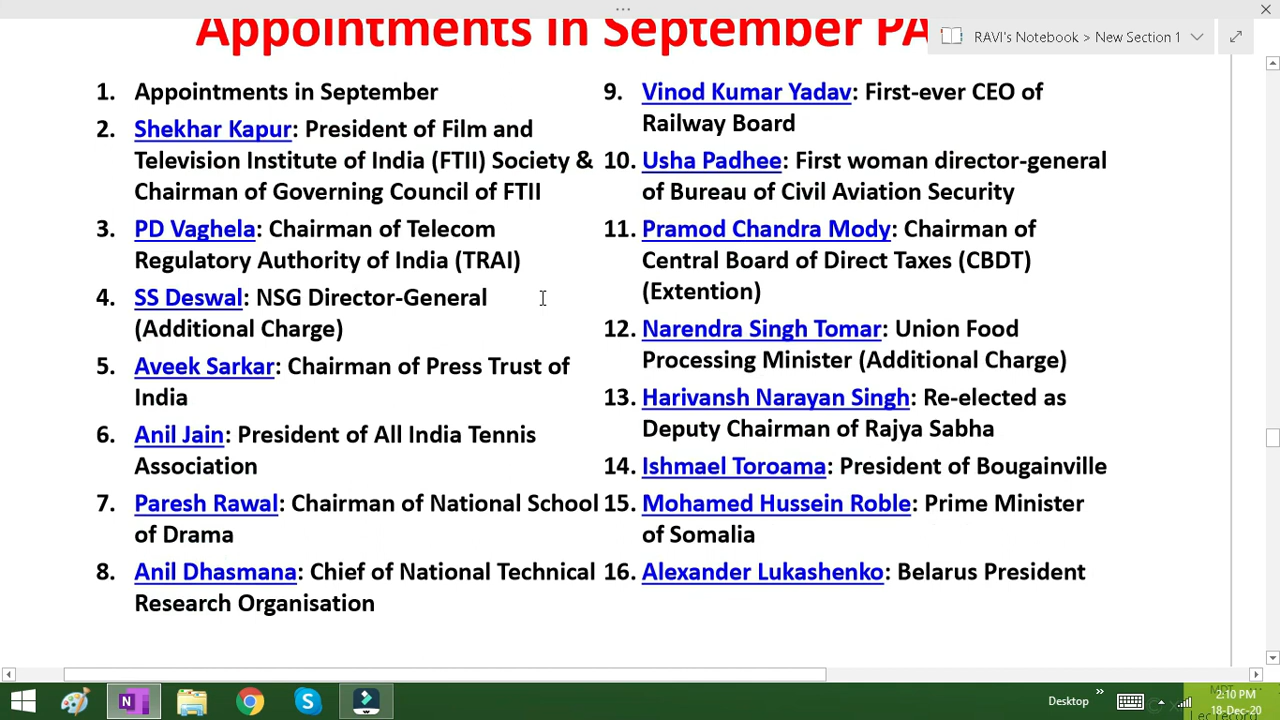 Appointments in September PA
RAVI's Notebook > New Section 1
1. Appointments in September
2. Shekhar Kapur: President of Film and
Television Institute of India (FTII) Society &
Chairman of Governing Council of FTII
3. PD Vaghela: Chairman of Telecom
Regulatory Authority of India (TRAI)
4. SS Deswal: NSG Director-General
(Additional Charge)
5. Aveek Sarkar: Chairman of Press Trust of
India
6. Anil Jain: President of All India Tennis
Association
7. Paresh Rawal: Chairman of National School
of Drama
8. Anil Dhasmana: Chief of National Technical
Research Organisation
9. Vinod Kumar Yadav: First-ever CEO of
Railway Board
10. Usha Padhee: First woman director-general
of Bureau of Civil Aviation Security
11. Pramod Chandra Mody: Chairman of
Central Board of Direct Taxes (CBDT)
(Extention)
12. Narendra Singh Tomar: Union Food
Processing Minister (Additional Charge)
13. Harivansh Narayan Singh: Re-elected as
Deputy Chairman of Rajya Sabha
14. Ishmael Toroama: President of Bougainville
15. Mohamed Hussein Roble: Prime Minister
of Somalia
16. Alexander Lukashenko: Belarus President
Desktop
2:10 PM
18-Dec-20